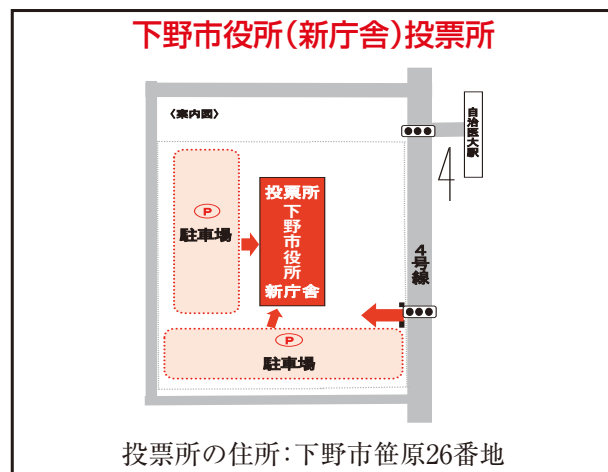 下野市役所(新庁舎)投票所
〈案内図〉
自治医大駅
投票所
下野市役所
新庁舎
P
駐車場
4号線
P
駐車場
投票所の住所:下野市笹原26番地